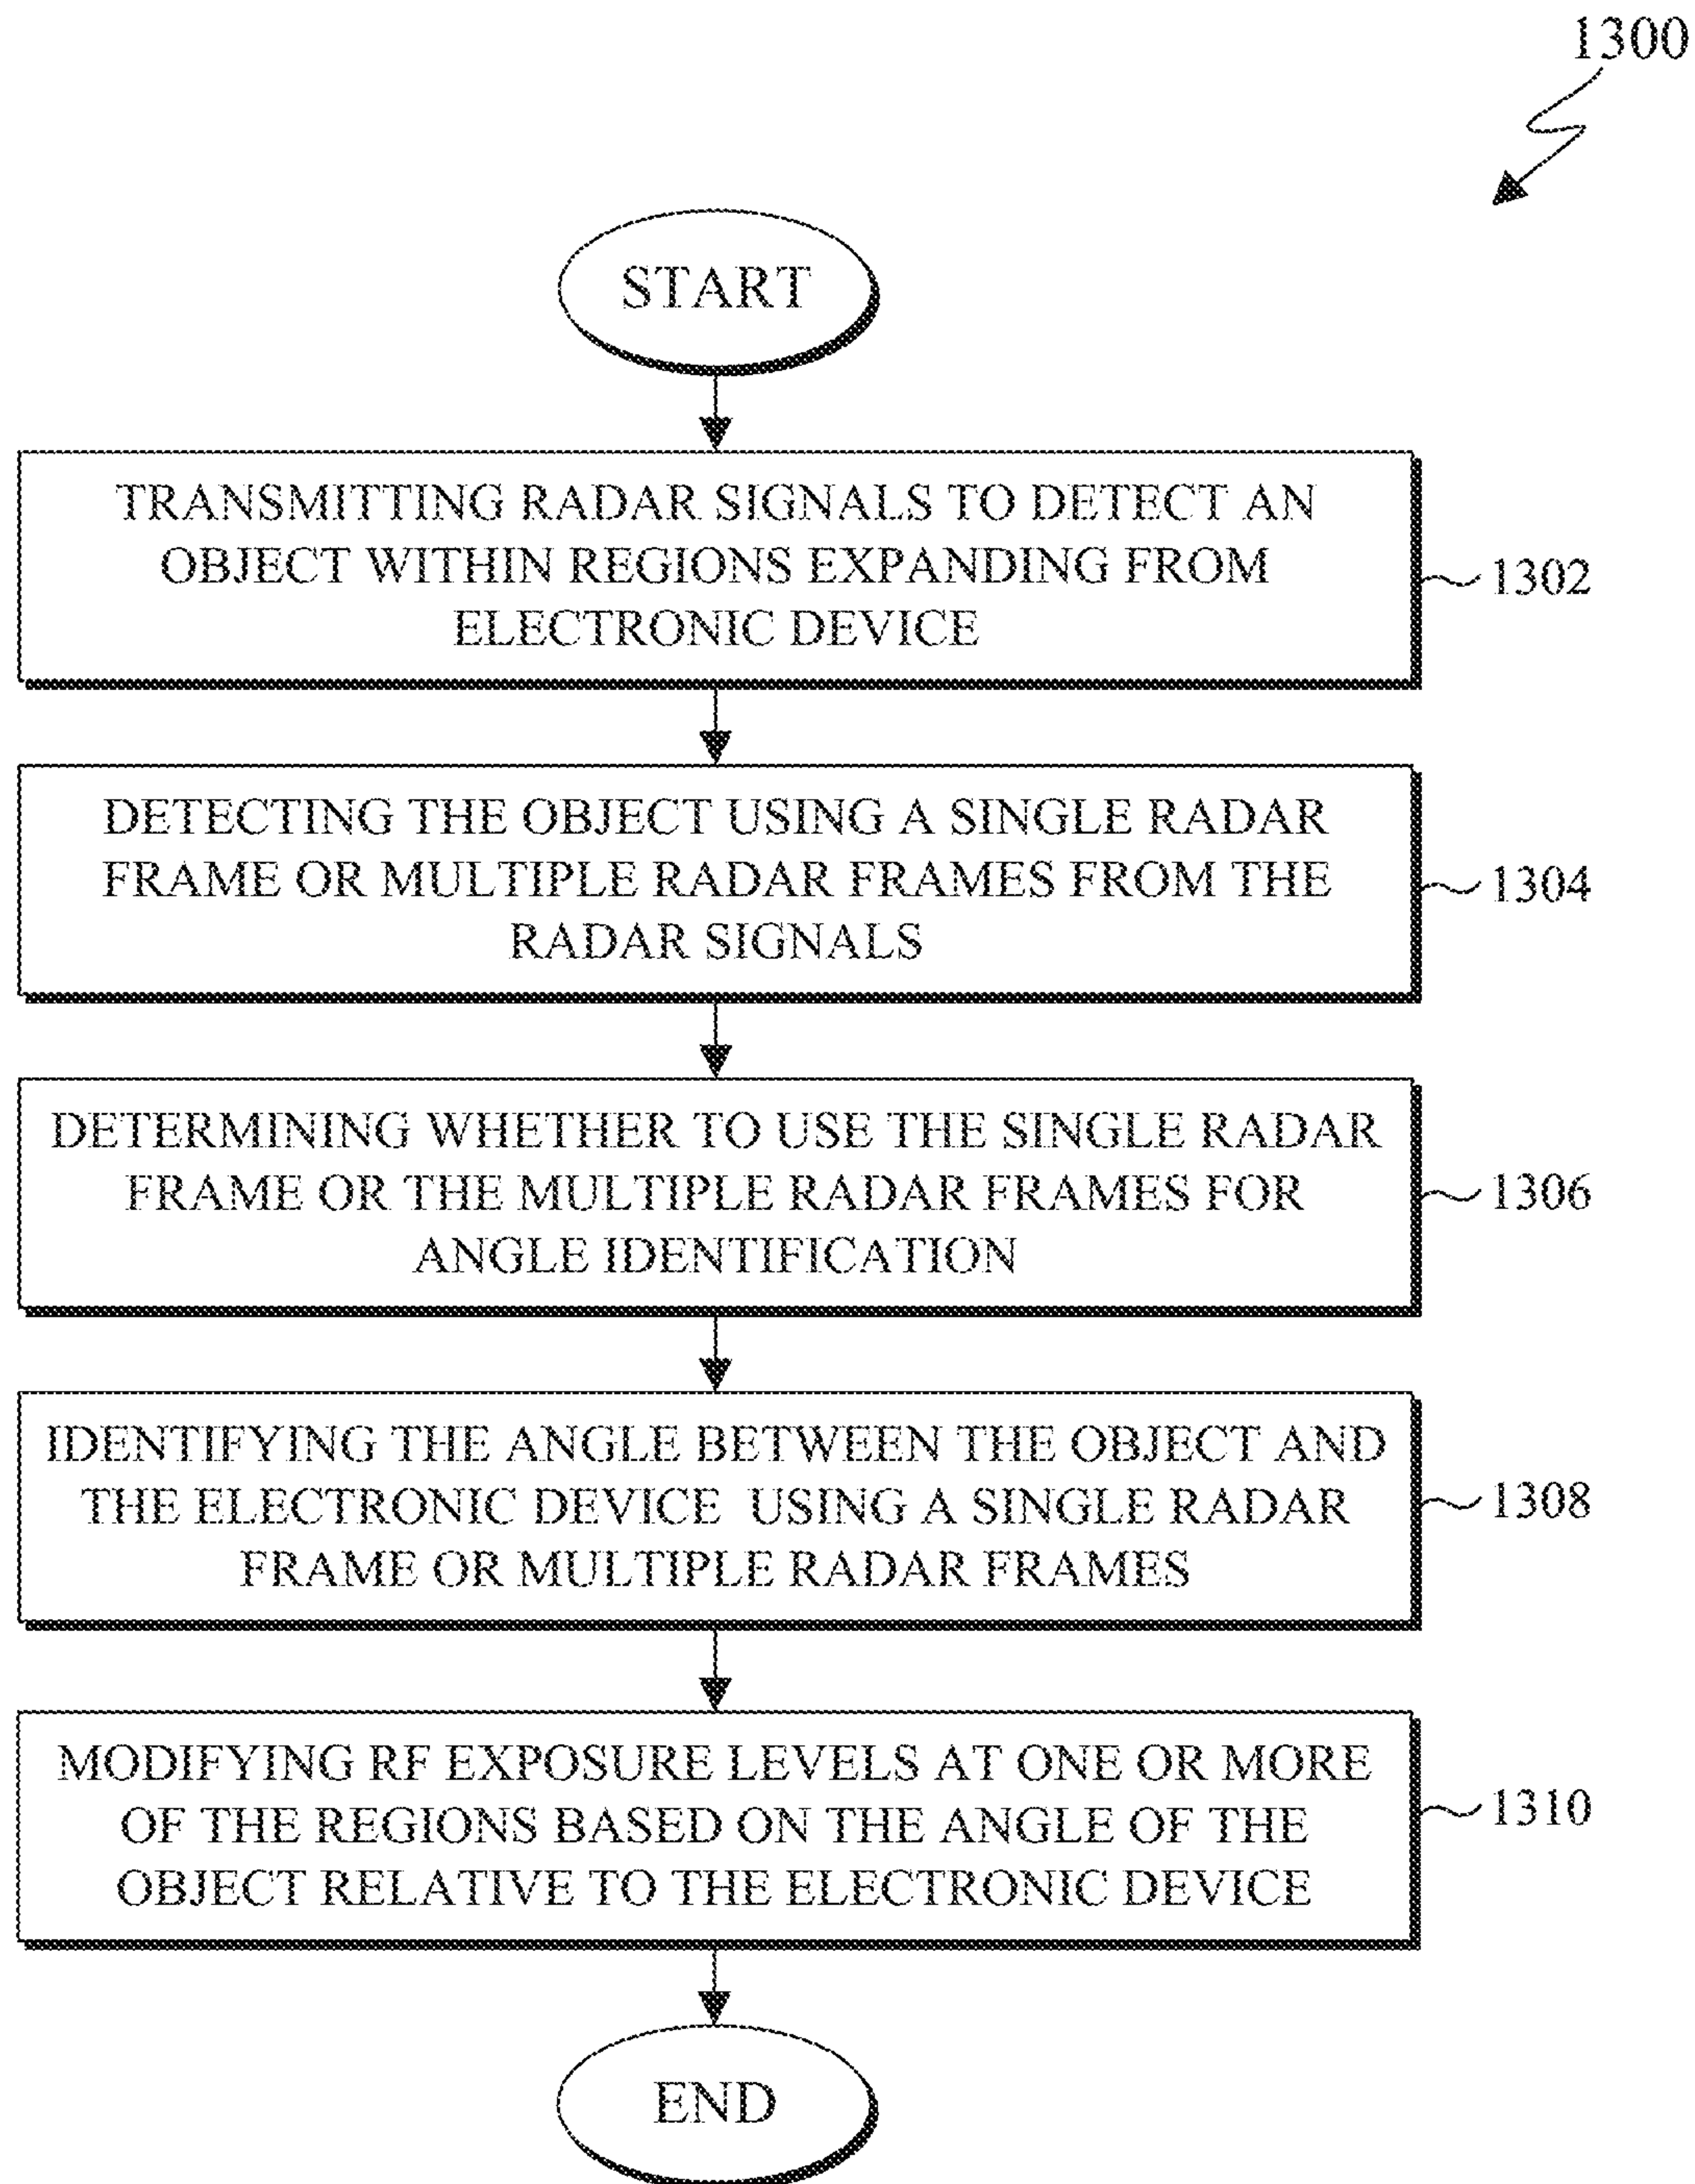 1300
START
TRANSMITTING RADAR SIGNALS TO DETECT AN
OBJECT WITHIN REGIONS EXPANDING FROM
ELECTRONIC DEVICE
1302
DETECTING THE OBJECT USING A SINGLE RADAR
FRAME OR MULTIPLE RADAR FRAMES FROM THE
RADAR SIGNALS
1304
DETERMINING WHETHER TO USE THE SINGLE RADAR
FRAME OR THE MULTIPLE RADAR FRAMES FOR
ANGLE IDENTIFICATION
1306
IDENTIFYING THE ANGLE BETWEEN THE OBJECT AND
THE ELECTRONIC DEVICE USING A SINGLE RADAR
FRAME OR MULTIPLE RADAR FRAMES
1308
MODIFYING RF EXPOSURE LEVELS AT ONE OR MORE
OF THE REGIONS BASED ON THE ANGLE OF THE
OBJECT RELATIVE TO THE ELECTRONIC DEVICE
1310
END